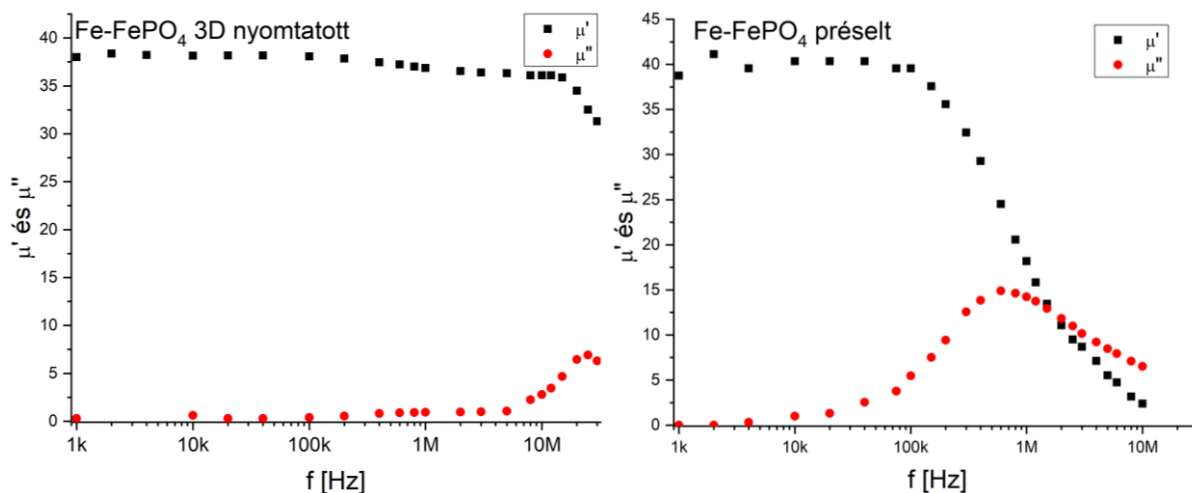 Fe-FePO₄ 3D nyomtatott
μ'
μ"
40
35
30
25
20
15
10
5
0
μ' és μ"
1k
10k
100k
1M
10M
f [Hz]
Fe-FePO₄ préselt
μ'
μ"
45
40
35
30
25
20
15
10
5
0
μ' és μ"
1k
10k
100k
1M
10M
f [Hz]